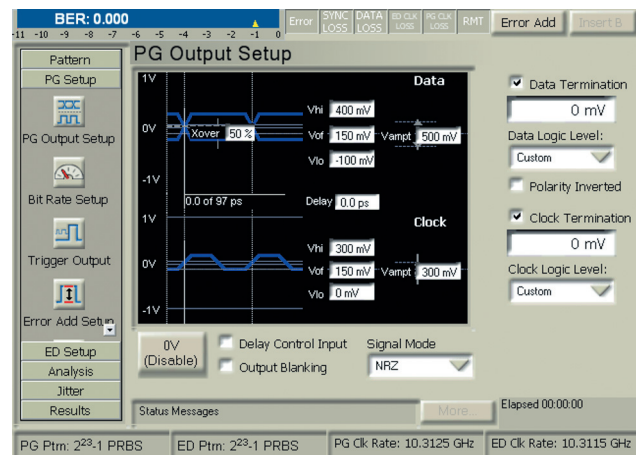 BER: 0.000
-11 -10 -9 -8 -7 -6 -5 -4 -3 -2 -1 0
Error
SYNC LOSS
DATA LOSS
ED CLK LOSS
PG CLK LOSS
RMT
Error Add
Insert B
Pattern
PG Setup
PG Output Setup
Bit Rate Setup
Trigger Output
Error Add Setup
ED Setup
Analysis
Jitter
Results
PG Output Setup
1V
Data
Vhi 400 mV
0V
Xover 50 %
Vof 150 mV
Vampt 500 mV
Vlo -100 mV
-1V
0.0 of 97 ps
Delay 0.0 ps
1V
Clock
Vhi 300 mV
0V
Vof 150 mV
Vampt 300 mV
Vlo 0 mV
-1V
Data Termination
0 mV
Data Logic Level:
Custom
Polarity Inverted
Clock Termination
0 mV
Clock Logic Level:
Custom
0V
(Disable)
Delay Control Input
Output Blanking
Signal Mode
NRZ
Status Messages
More...
Elapsed 00:00:00
PG Ptrn: 2²³-1 PRBS
ED Ptrn: 2²³-1 PRBS
PG Clk Rate: 10.3125 GHz
ED Clk Rate: 10.3115 GHz